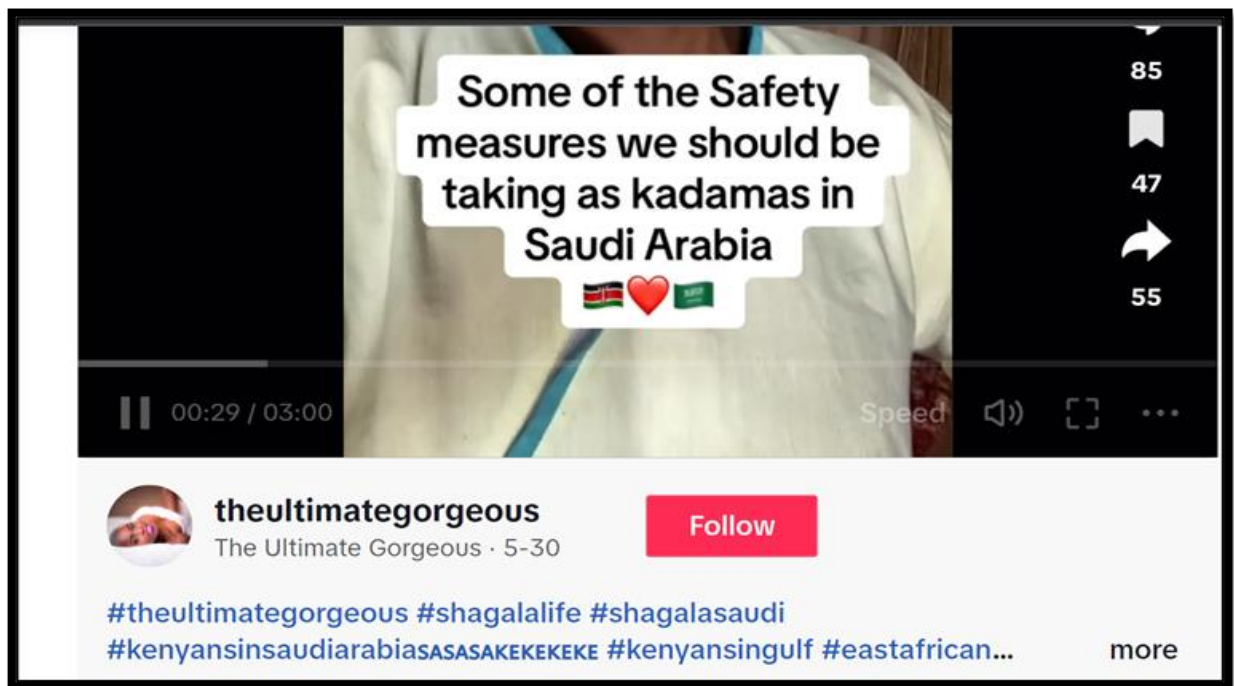 Some of the Safety
measures we should be
taking as kadamas in
Saudi Arabia
🇰🇪❤️🇸🇦
85
47
55
00:29 / 03:00
Speed
theultimategorgeous
The Ultimate Gorgeous · 5-30
Follow
#theultimategorgeous #shagalalife #shagalasaudi
#kenyansinsaudiarabiaSASASAKEKEKEKE #kenyansingulf #eastafrican...
more